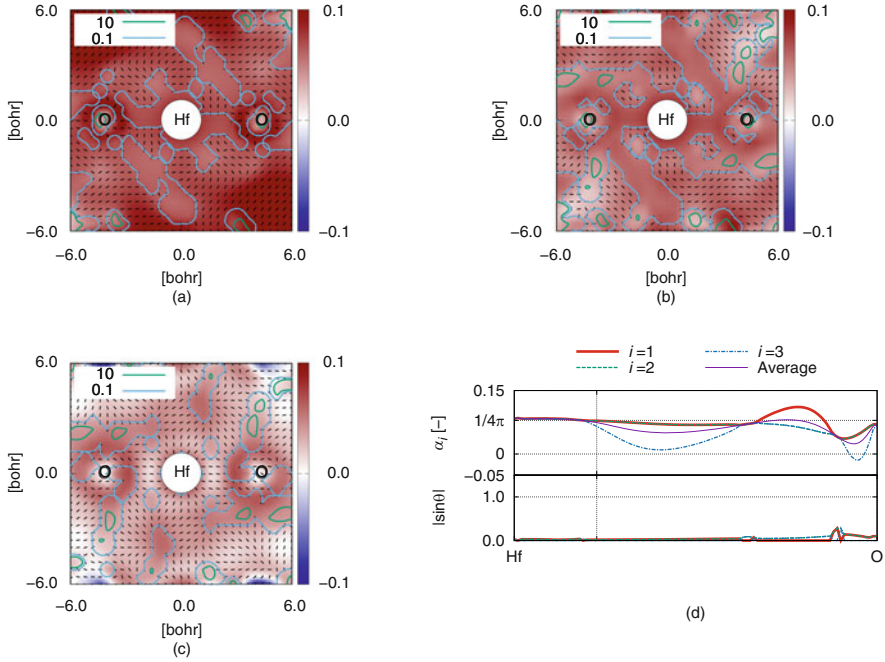 6.0
0.0
−6.0
[bohr]
10
0.1
O
Hf
O
−6.0
0.0
6.0
[bohr]
(a)
0.1
0.0
−0.1
6.0
0.0
−6.0
[bohr]
10
0.1
O
Hf
O
−6.0
0.0
6.0
[bohr]
(b)
0.1
0.0
−0.1
6.0
0.0
−6.0
[bohr]
10
0.1
O
Hf
O
−6.0
0.0
6.0
[bohr]
(c)
0.1
0.0
−0.1
i =1
i =2
i =3
Average
0.15
1/4π
0
−0.05
αi [–]
1.0
0.0
|sinθ|
Hf
O
(d)